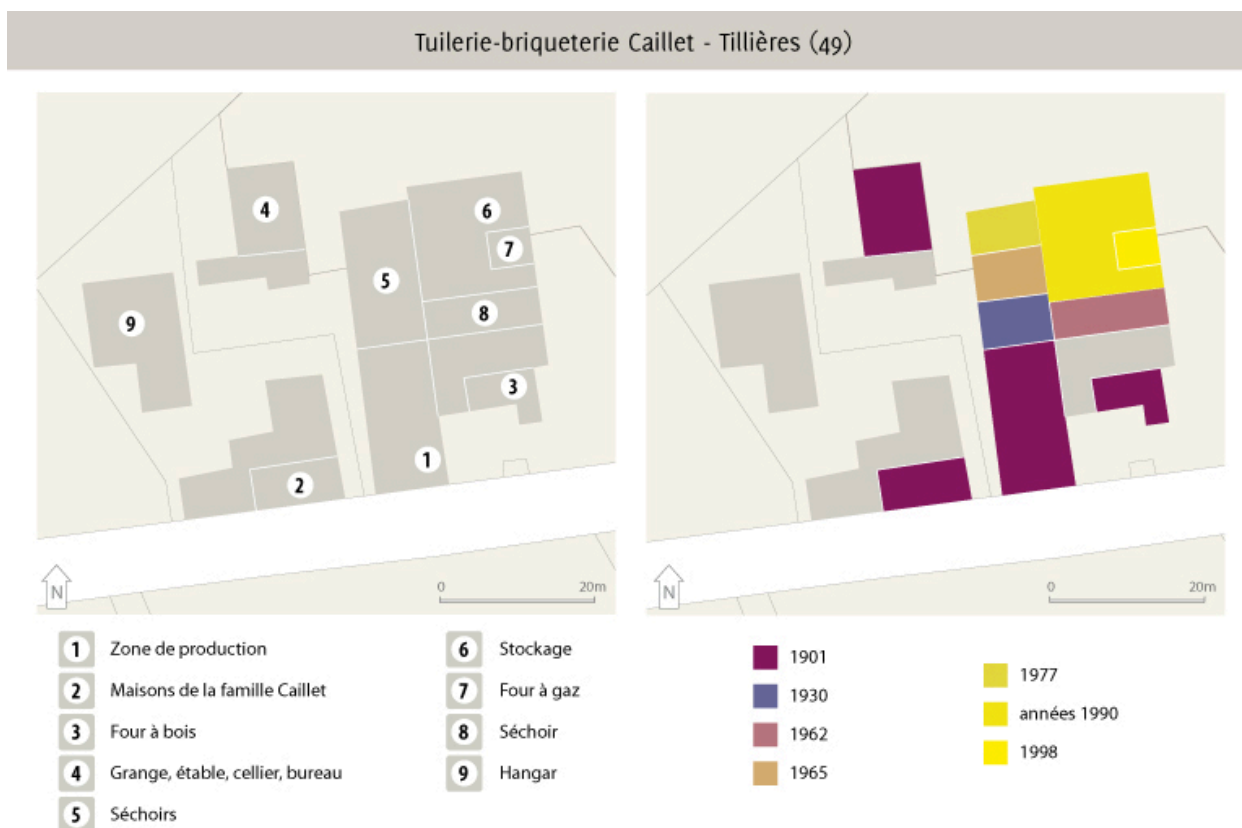 Tuilerie-briqueterie Caillet - Tillières (49)
4
6
7
5
9
8
3
1
2
N
0 20m
N
0 20m
1 Zone de production
2 Maisons de la famille Caillet
3 Four à bois
4 Grange, étable, cellier, bureau
5 Séchoirs
6 Stockage
7 Four à gaz
8 Séchoir
9 Hangar
1901
1930
1962
1965
1977
années 1990
1998